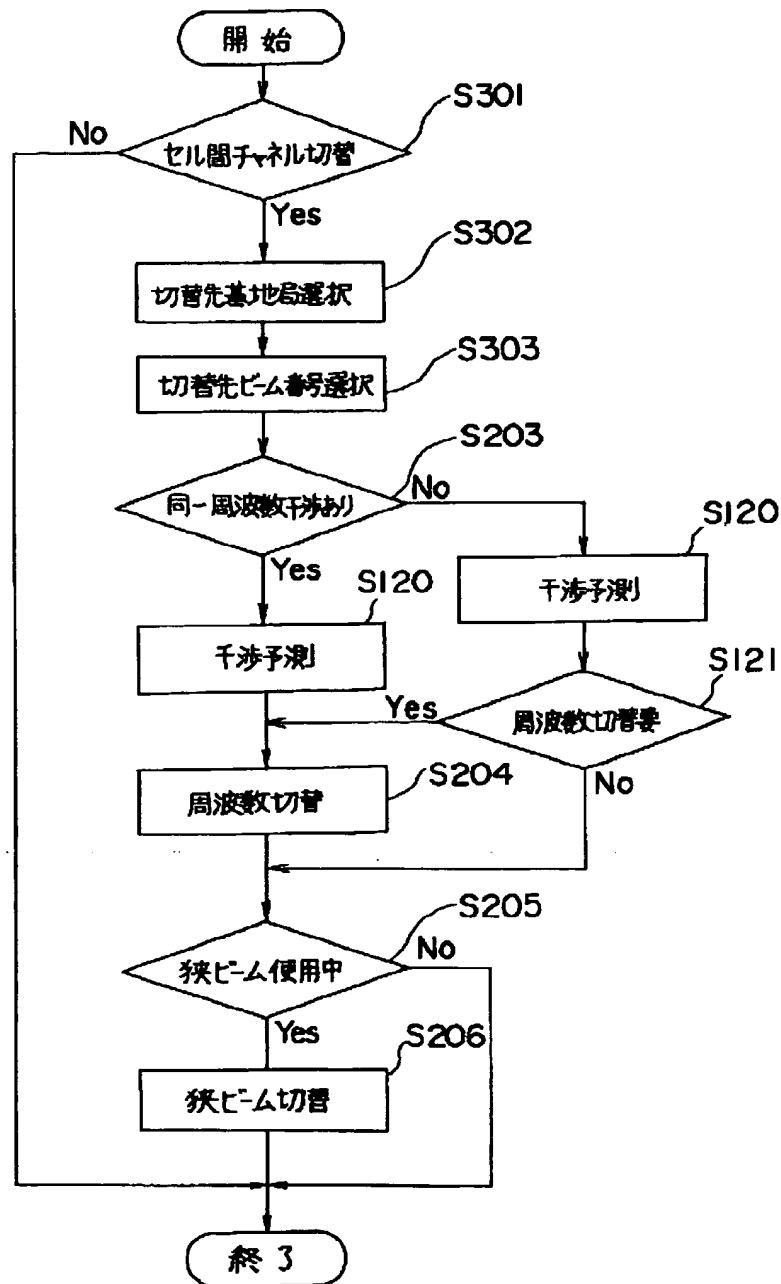 開始
S301
No
セル間チャネル切替
Yes
S302
切替先基地局選択
S303
切替先ビーム番号選択
S203
同一周波数干渉あり
No
Yes
S120
干渉予測
S120
干渉予測
S121
周波数切替要
Yes
No
S204
周波数切替
S205
狭ビーム使用中
No
Yes
S206
狭ビーム切替
終了